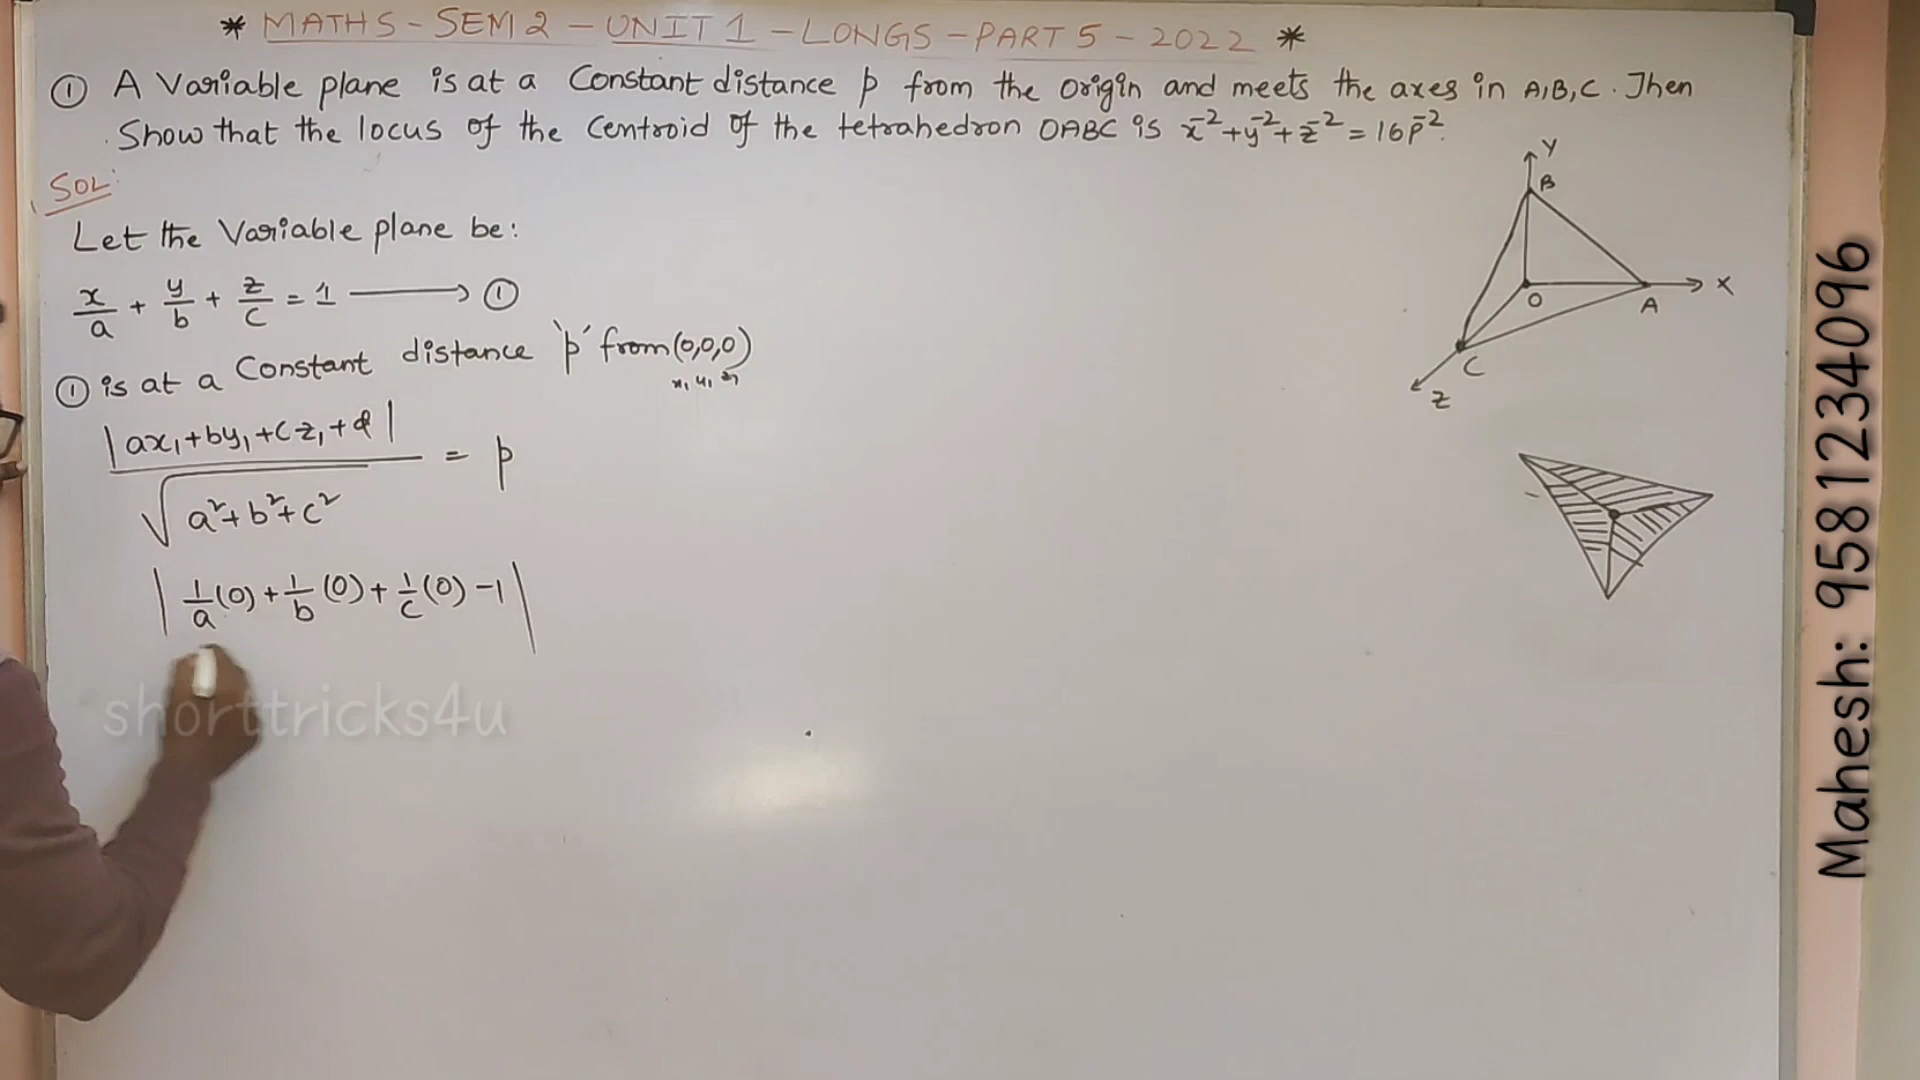 * MATHS - SEM 2 - UNIT 1 - LONGS - PART 5 - 2022 *
① A Variable plane is at a Constant distance p from the origin and meets the axes in A,B,C. Then
Show that the locus of the Centroid of the tetrahedron OABC is x⁻²+y⁻²+z⁻² = 16p⁻².
SOL:
Let the Variable plane be:
x/a + y/b + z/c = 1 ⟶ ①
① is at a Constant distance 'p' from (0,0,0)
x₁ y₁ z₁
|ax₁+by₁+cz₁+d| / √a²+b²+c² = p
|1/a(0) + 1/b(0) + 1/c(0) - 1|
Y
B
O
A
X
C
Z
shorttricks4u
Mahesh: 9581234096